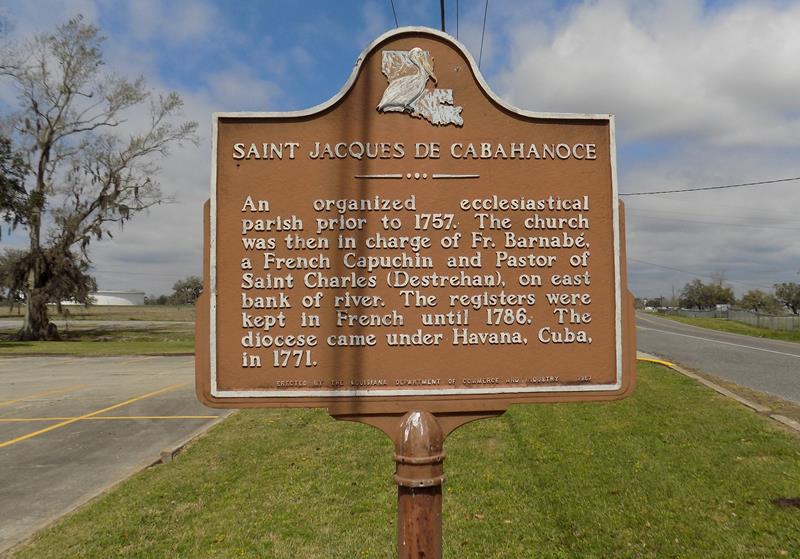 SAINT JACQUES DE CABAHANOCE
An organized ecclesiastical
parish prior to 1757. The church
was then in charge of Fr. Barnabé,
a French Capuchin and Pastor of
Saint Charles (Destrehan), on east
bank of river. The registers were
kept in French until 1786. The
diocese came under Havana, Cuba,
in 1771.
ERECTED BY THE LOUISIANA DEPARTMENT OF COMMERCE AND INDUSTRY